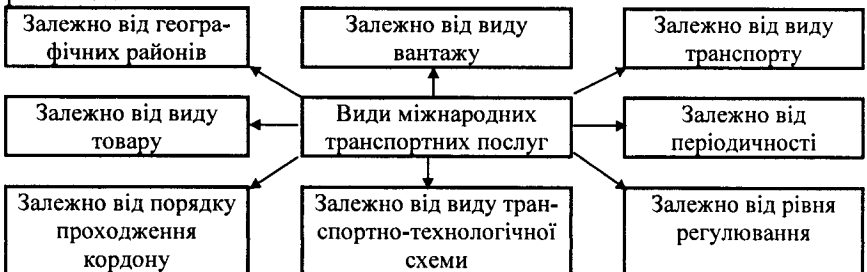 Залежно від геогра-
фічних районів
Залежно від виду
вантажу
Залежно від виду
транспорту
Залежно від виду
товару
Види міжнародних
транспортних послуг
Залежно від
періодичності
Залежно від порядку
проходження
кордону
Залежно від виду тран-
спортно-технологічної
схеми
Залежно від рівня
регулювання